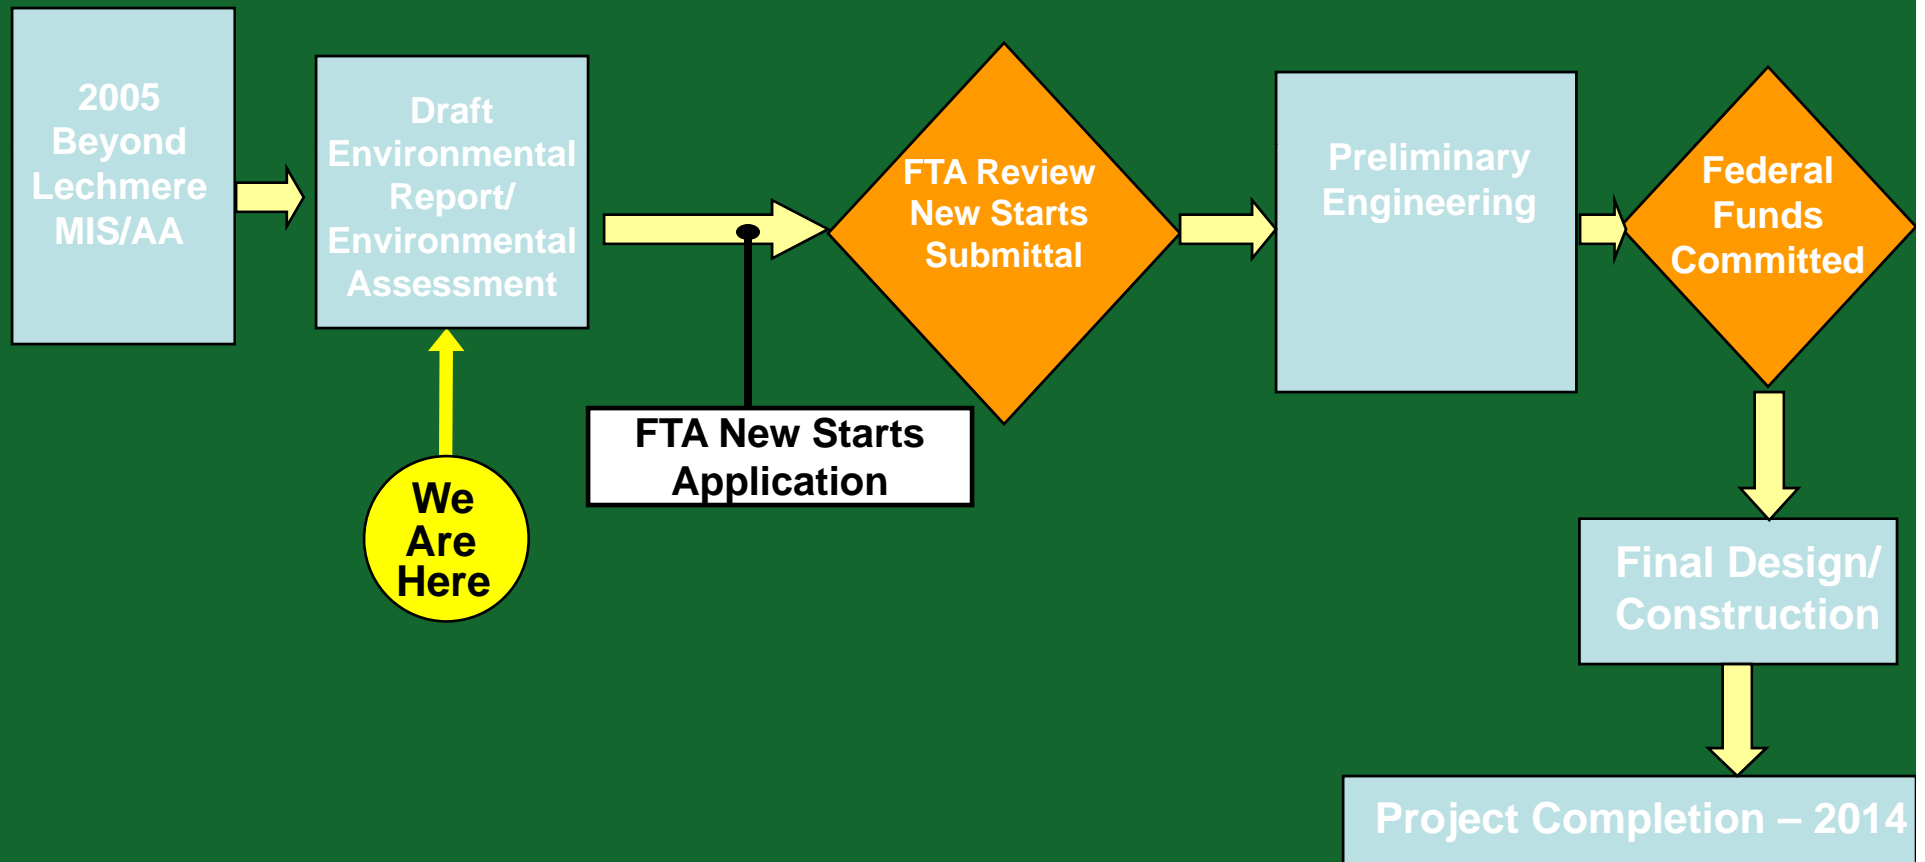 2005
Beyond
Lechmere
MIS/AA
Draft
Environmental
Report/
Environmental
Assessment
FTA Review
New Starts
Submittal
Preliminary
Engineering
Federal
Funds
Committed
We
Are
Here
FTA New Starts
Application
Final Design/
Construction
Project Completion – 2014